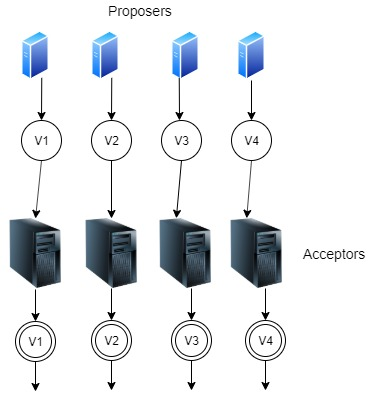 Proposers
V1 V2 V3 V4
Acceptors
V1 V2 V3 V4